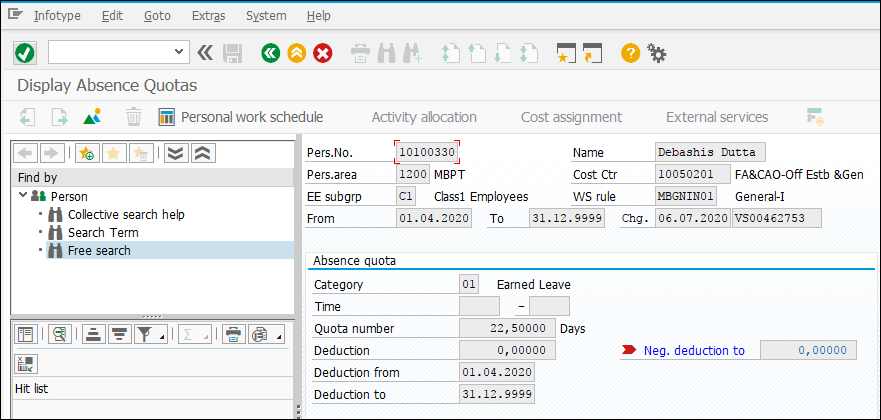 Infotype Edit Goto Extras System Help
Display Absence Quotas
Personal work schedule Activity allocation Cost assignment External services
Find by
Person
Collective search help
Search Term
Free search
Hit list
Pers.No. 10100330 Name Debashis Dutta
Pers.area 1200 MBPT Cost Ctr 10050201 FA&CAO-Off Estb &Gen
EE subgrp C1 Class1 Employees WS rule MBGNIN01 General-I
From 01.04.2020 To 31.12.9999 Chg. 06.07.2020 VS00462753
Absence quota
Category 01 Earned Leave
Time –
Quota number 22,50000 Days
Deduction 0,00000 Neg. deduction to 0,00000
Deduction from 01.04.2020
Deduction to 31.12.9999